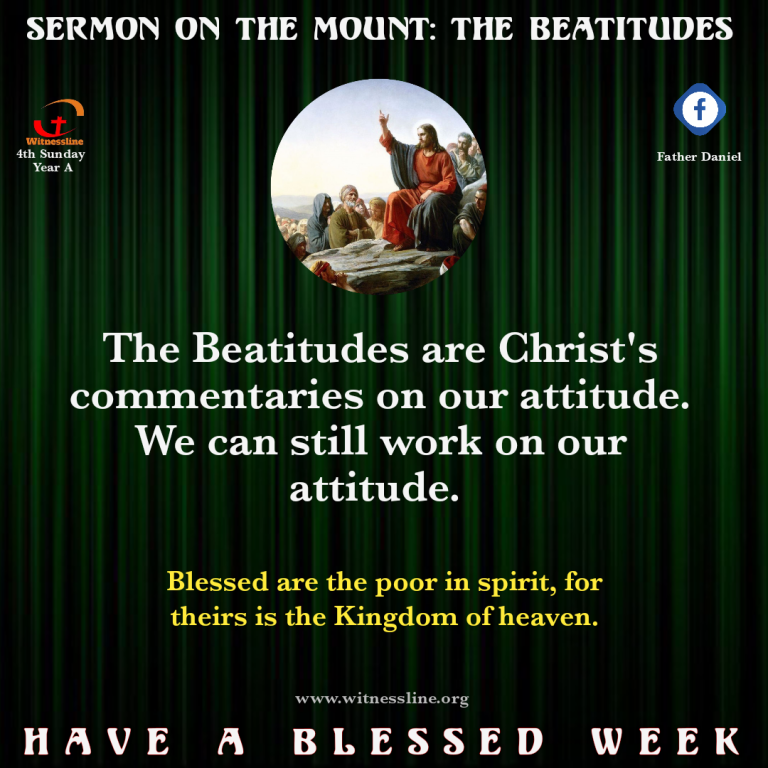 SERMON ON THE MOUNT: THE BEATITUDES
Witnessline
4th Sunday
Year A
f
Father Daniel
The Beatitudes are Christ's
commentaries on our attitude.
We can still work on our
attitude.
Blessed are the poor in spirit, for
theirs is the Kingdom of heaven.
www.witnessline.org
HAVE A BLESSED WEEK